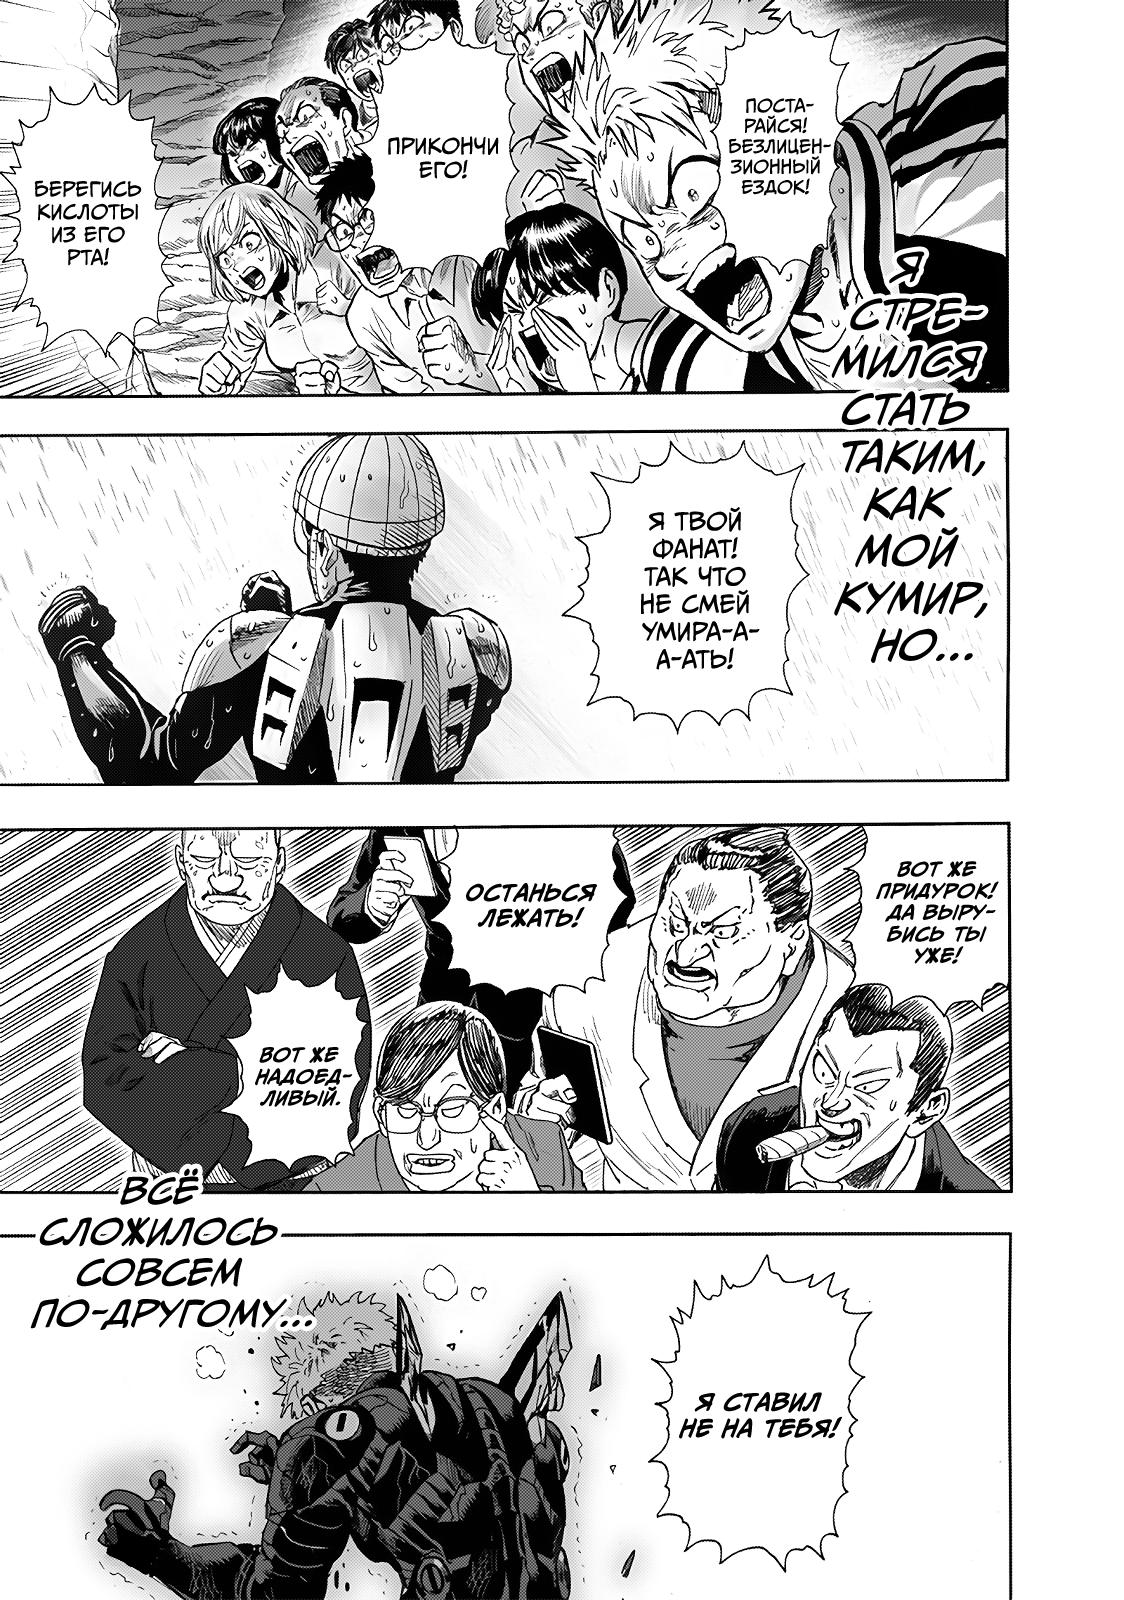 ПОСТА-
РАЙСЯ!
БЕЗЛИЦЕН-
ЗИОННЫЙ
ЕЗДОК!
ПРИКОНЧИ
ЕГО!
БЕРЕГИСЬ
КИСЛОТЫ
ИЗ ЕГО
РТА!
Я
СТРЕ-
МИЛСЯ
СТАТЬ
ТАКИМ,
КАК
МОЙ
КУМИР,
НО...
Я ТВОЙ
ФАНАТ!
ТАК ЧТО
НЕ СМЕЙ
УМИРА-А-
А-АТЬ!
ВОТ ЖЕ
ПРИДУРОК!
ДА ВЫРУ-
БИСЬ ТЫ
УЖЕ!
ОСТАНЬСЯ
ЛЕЖАТЬ!
ВОТ ЖЕ
НАДОЕД-
ЛИВЫЙ.
ВСЁ
СЛОЖИЛОСЬ
СОВСЕМ
ПО-ДРУГОМУ...
Я СТАВИЛ
НЕ НА ТЕБЯ!